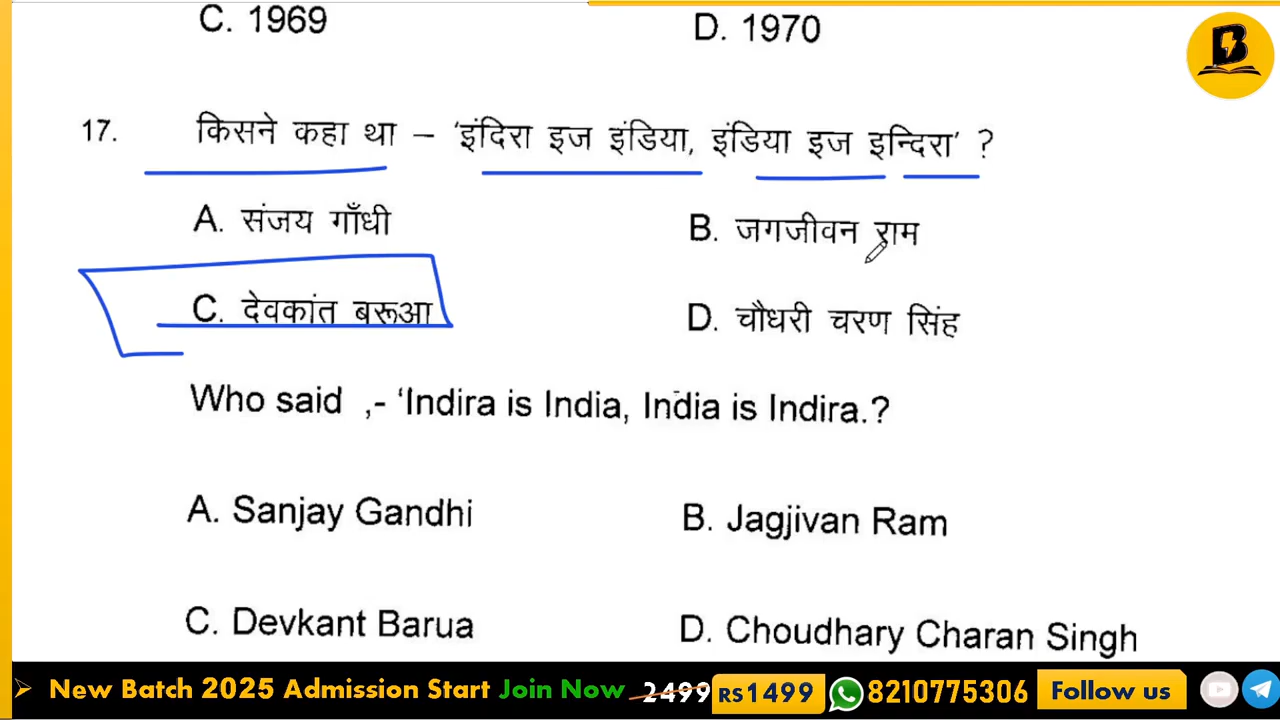 C. 1969 D. 1970
17. किसने कहा था – 'इंदिरा इज इंडिया, इंडिया इज इन्दिरा' ?
A. संजय गाँधी B. जगजीवन राम
C. देवकांत बरूआ D. चौधरी चरण सिंह
Who said ,- 'Indira is India, India is Indira.?
A. Sanjay Gandhi B. Jagjivan Ram
C. Devkant Barua D. Choudhary Charan Singh
New Batch 2025 Admission Start Join Now 2499 RS1499 8210775306 Follow us